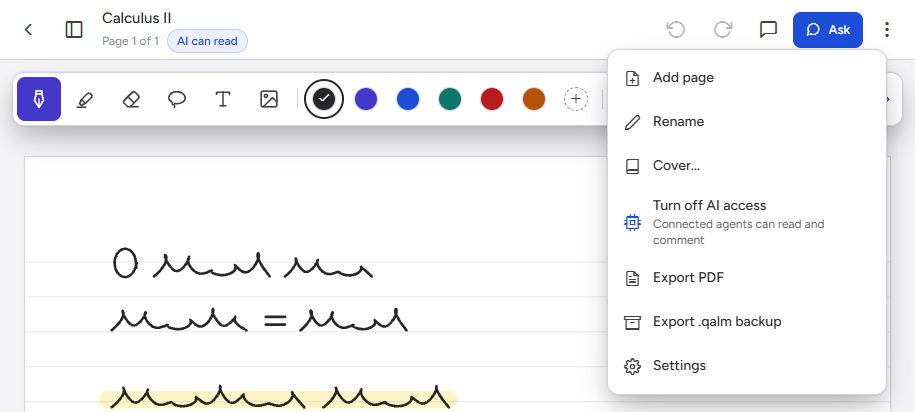 Calculus II
Page 1 of 1 AI can read
Ask
Add page
Rename
Cover...
Turn off AI access
Connected agents can read and
comment
Export PDF
Export .qalm backup
Settings
T
0
=